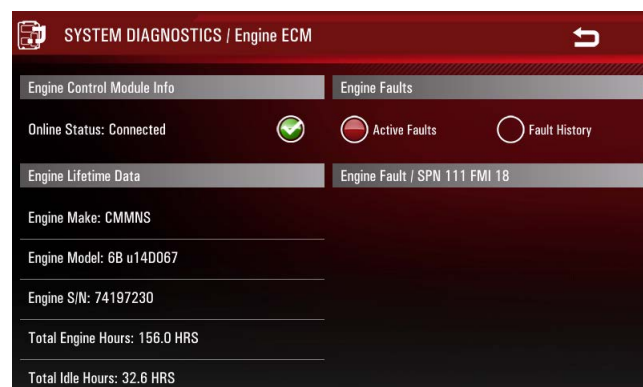 SYSTEM DIAGNOSTICS / Engine ECM
Engine Control Module Info
Online Status: Connected
Engine Lifetime Data
Engine Make: CMMNS
Engine Model: 6B u14D067
Engine S/N: 74197230
Total Engine Hours: 156.0 HRS
Total Idle Hours: 32.6 HRS
Engine Faults
Active Faults
Fault History
Engine Fault / SPN 111 FMI 18